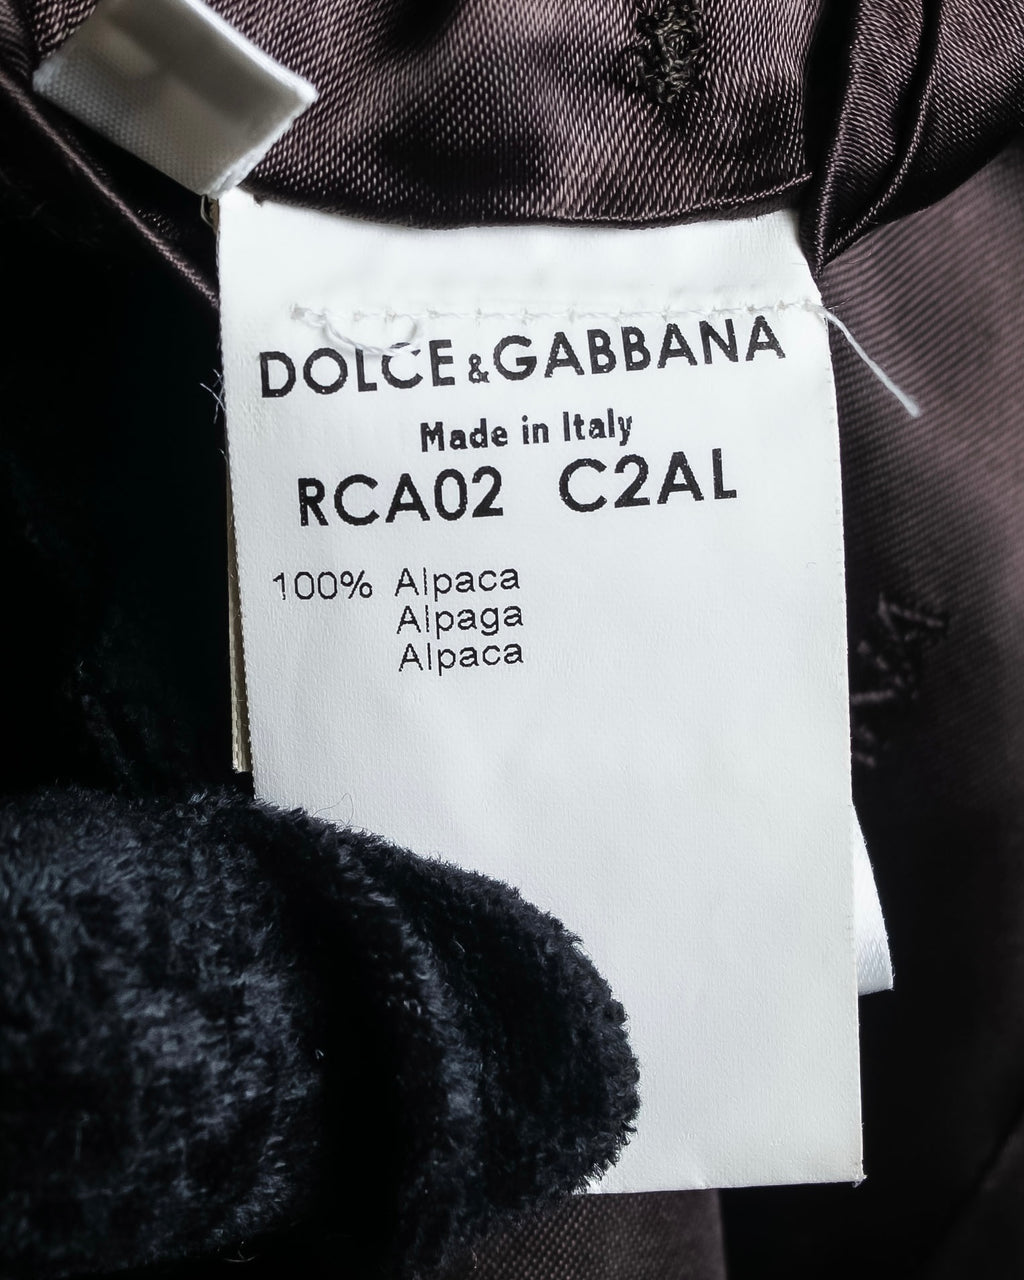 DOLCE&GABBANA
Made in Italy
RCA02 C2AL
100% Alpaca
Alpaga
Alpaca